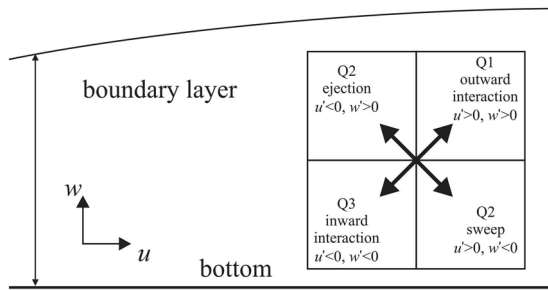 boundary layer
Q2
ejection
u'<0, w'>0
Q1
outward
interaction
u'>0, w'>0
Q3
inward
interaction
u'<0, w'<0
Q2
sweep
u'>0, w'<0
w
u
bottom